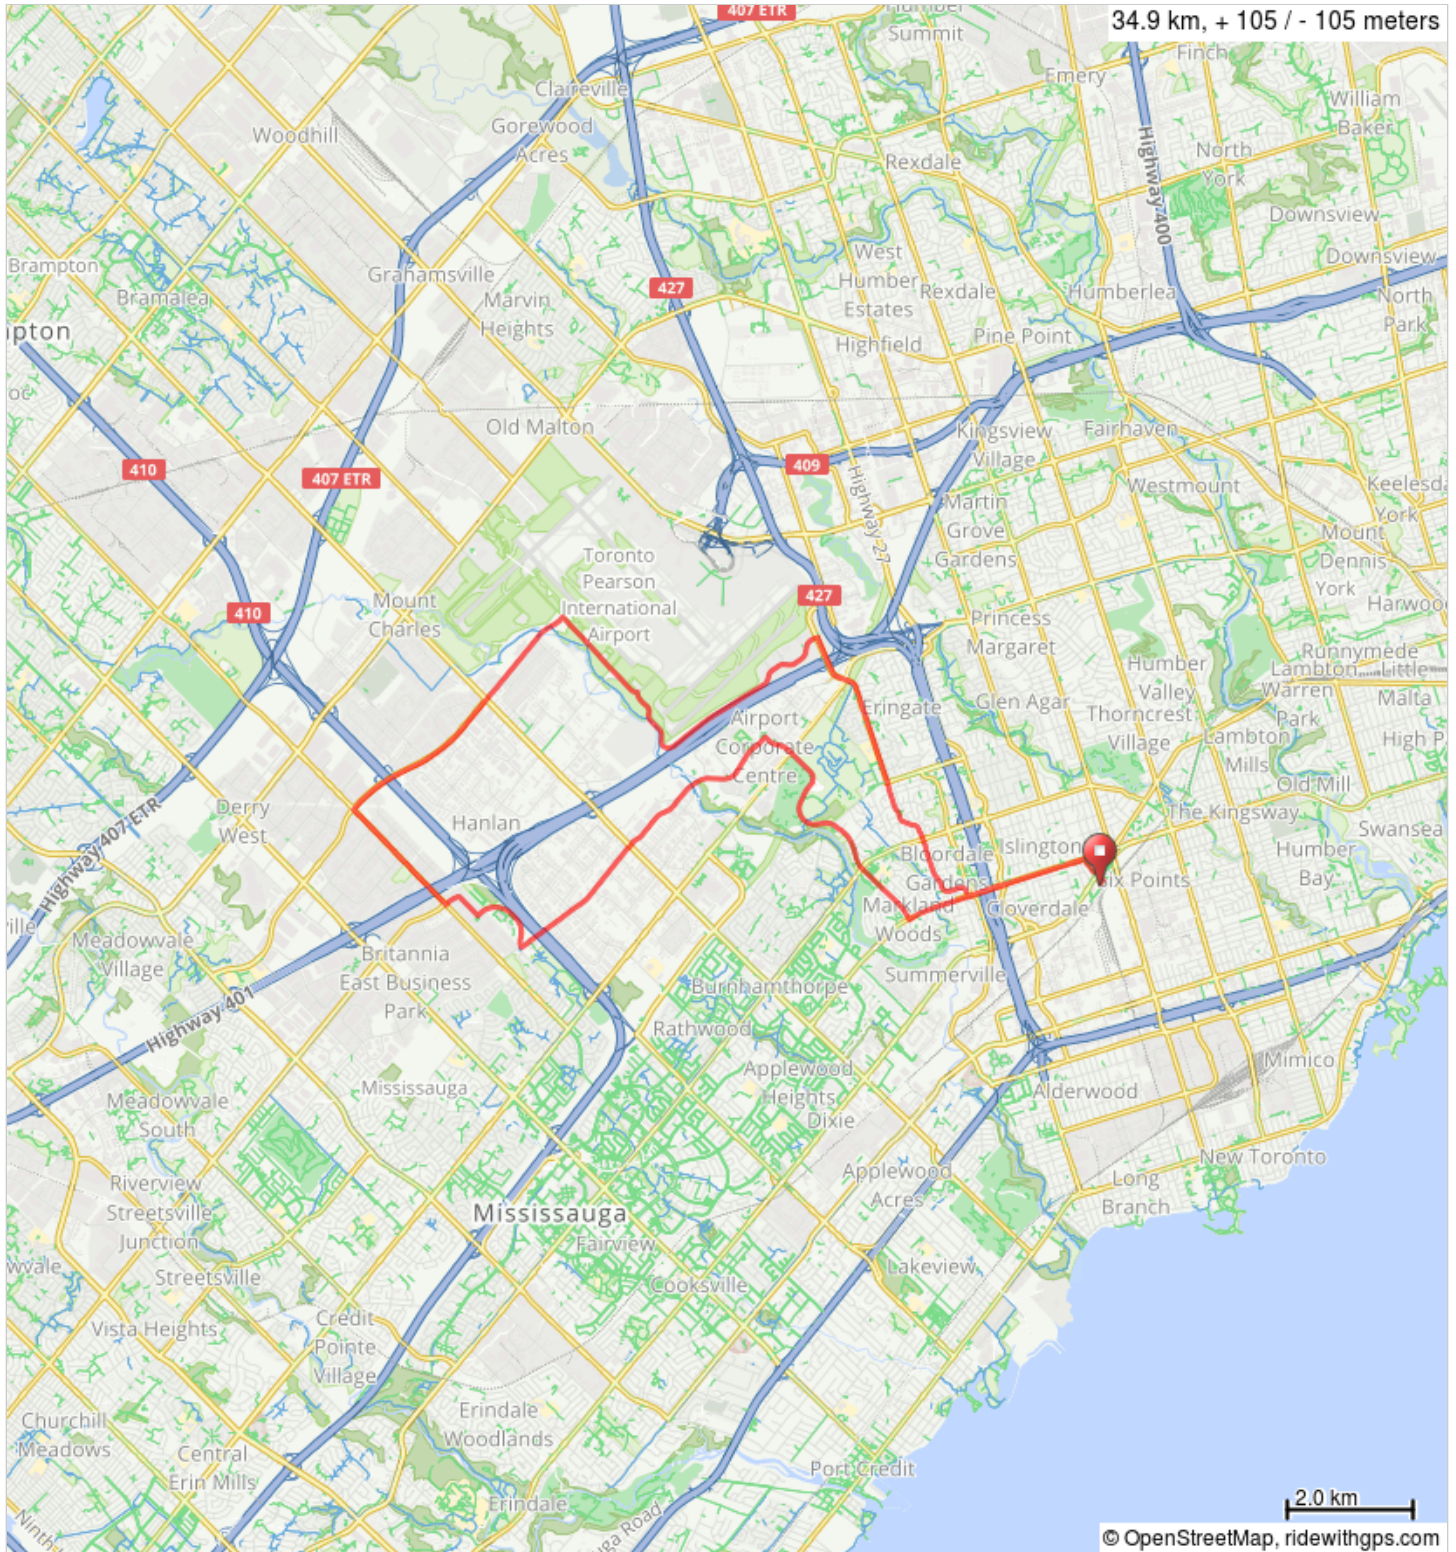 407 ETR
34.9 km, + 105 / - 105 meters
Humber
Summit
Finch
Emery
Claireville
William
Baker
Gorewood
Acres
Woodhill
Highway 400
North
York
Rexdale
Downsview
West
Humber
Estates
Downsview
Brampton
Bramalea
Grahamsville
427
Rexdale
Humberlea
North
Park
Marvin
Heights
Pine Point
Highfield
Old Malton
Kingsview
Village
Fairhaven
410
407 ETR
409
Highway 27
Westmount
Keelesda
York
Martin
Grove
Gardens
Mount
Dennis
York
Toronto
Pearson
International
Airport
427
410
Mount
Charles
Harwoo
Princess
Margaret
Runnymede
Humber
Valley
Lambton
Warren
Park
Little
Malta
Glen Agar
Thorncrest
Village
Eringate
Airport
Corporate
Centre
Lambton
Mills
High P
Old Mill
Highway 407 ETR
Derry
West
Hanlan
The Kingsway
Swansea
Bloordale
Gardens
Islington
Humber
Bay
Six Points
Markland
Woods
Cloverdale
Meadowvale
Village
Britannia
East Business
Park
Summerville
Burnhamthorpe
Highway 401
Rathwood
Mississauga
Applewood
Heights
Dixie
Mimico
Alderwood
Meadowvale
South
New Toronto
Applewood
Acres
Long
Branch
Riverview
Streetsville
Junction
Mississauga
Fairview
Streetsville
Cooksville
Lakeview
Vista Heights
Credit
Pointe
Village
Churchill
Meadows
Erindale
Woodlands
Central
Erin Mills
Port Credit
Erindale
Ninth
2.0 km
© OpenStreetMap, ridewithgps.com